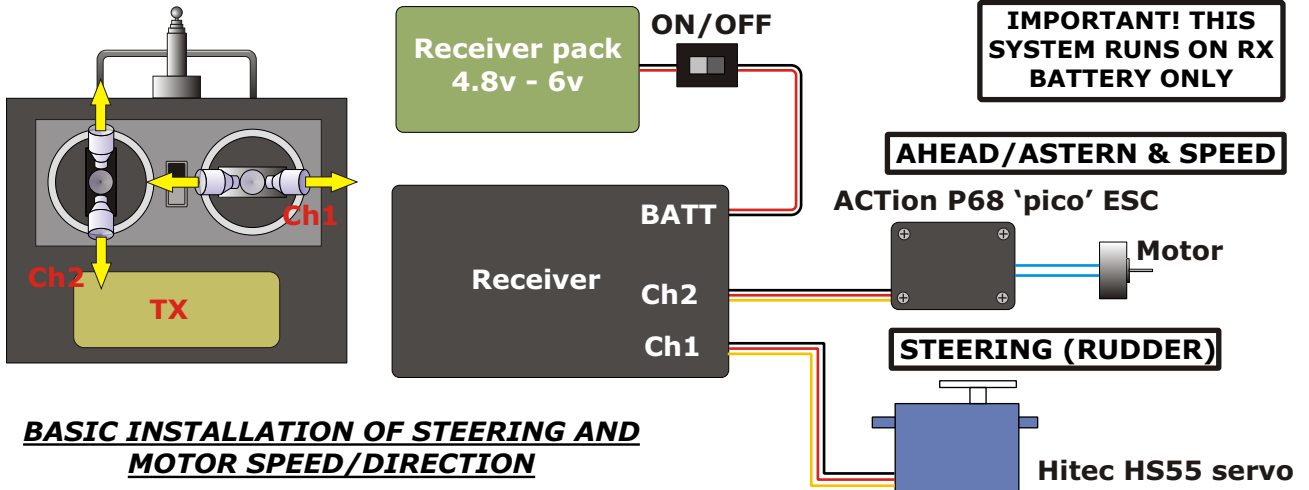 ON/OFF
Receiver pack
4.8v - 6v
IMPORTANT! THIS
SYSTEM RUNS ON RX
BATTERY ONLY
AHEAD/ASTERN & SPEED
ACTion P68 ‘pico’ ESC
BATT
Ch1
Motor
Receiver
Ch2
Ch2
TX
Ch1
STEERING (RUDDER)
BASIC INSTALLATION OF STEERING AND
MOTOR SPEED/DIRECTION
Hitec HS55 servo